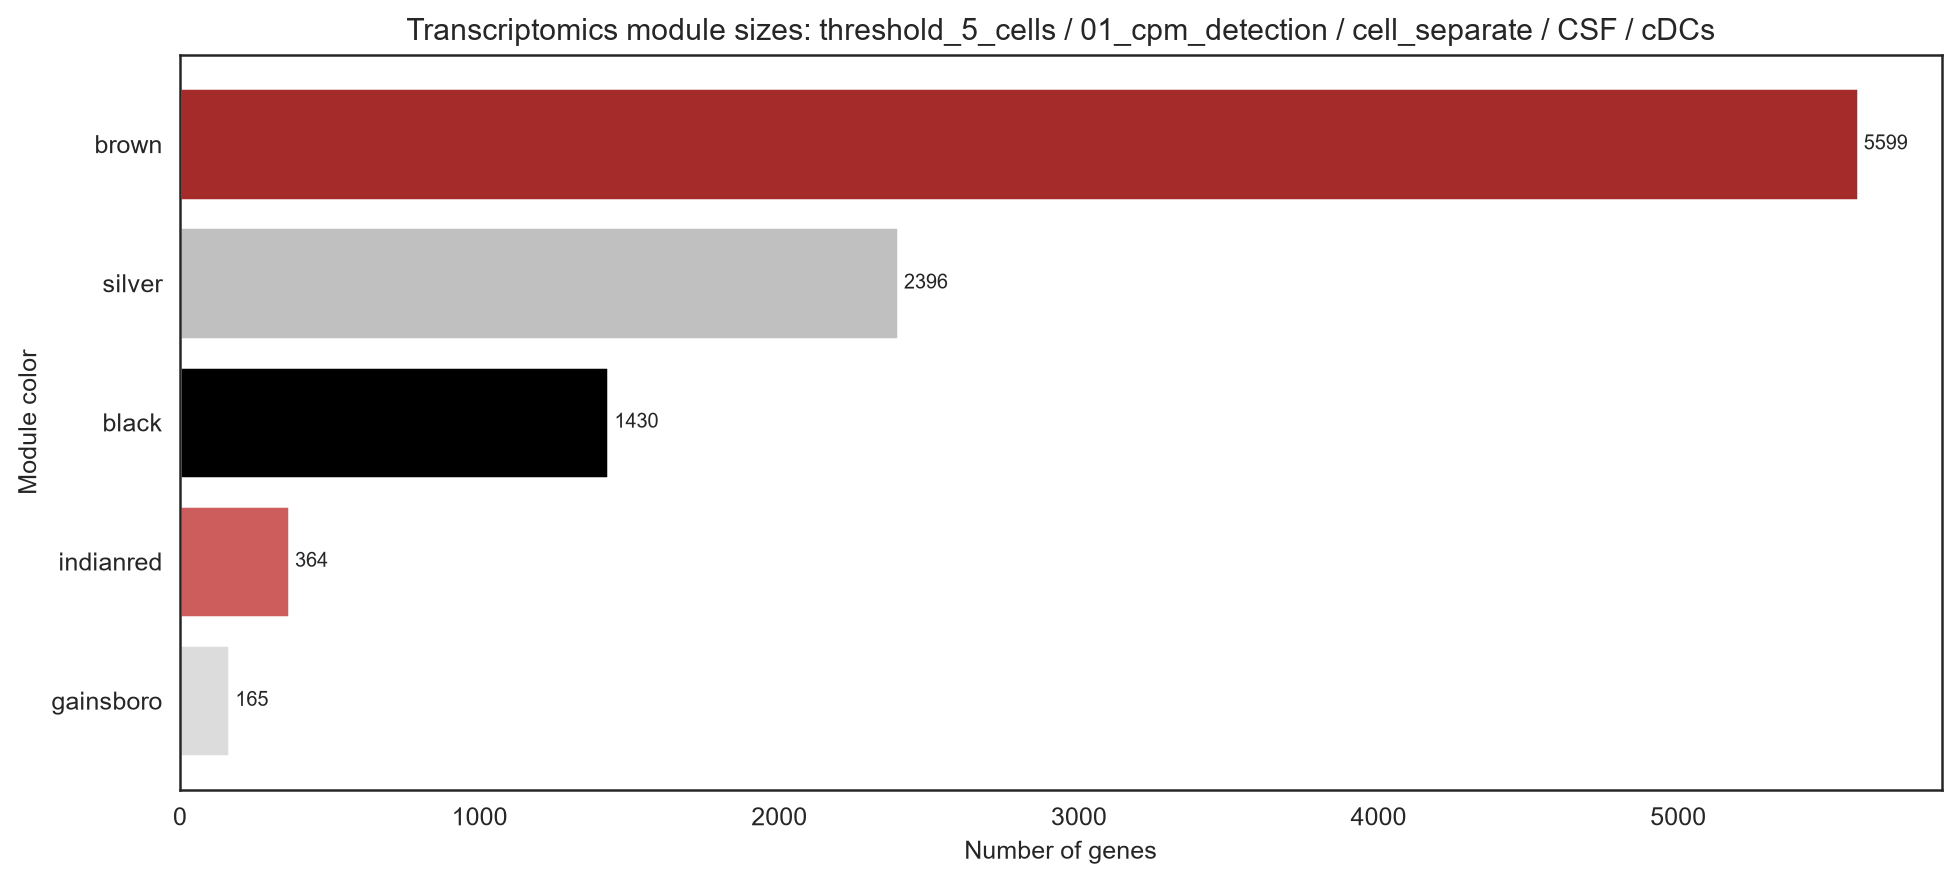 Transcriptomics module sizes: threshold_5_cells / 01_cpm_detection / cell_separate / CSF / cDCs
Module color
brown
5599
silver
2396
black
1430
indianred
364
gainsboro
165
0 1000 2000 3000 4000 5000
Number of genes